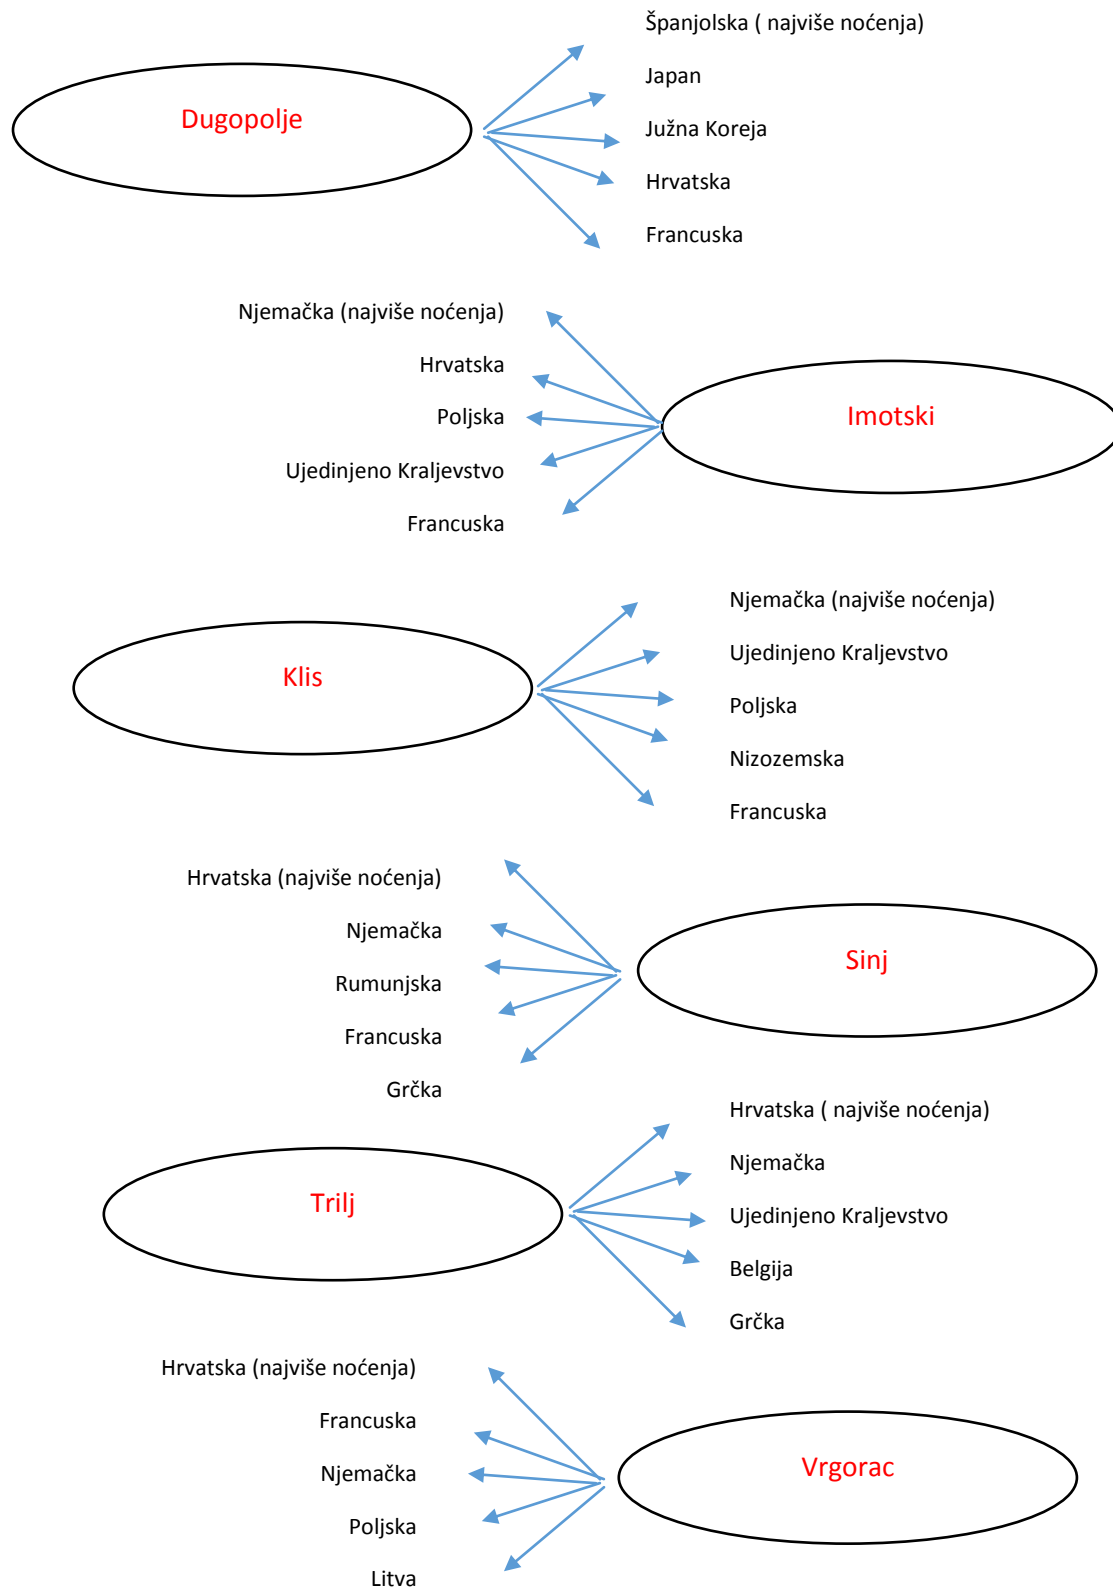 Španjolska ( najviše noćenja)
Japan
Dugopolje
Južna Koreja
Hrvatska
Francuska
Njemačka (najviše noćenja)
Hrvatska
Poljska
Imotski
Ujedinjeno Kraljevstvo
Francuska
Njemačka (najviše noćenja)
Ujedinjeno Kraljevstvo
Klis
Poljska
Nizozemska
Francuska
Hrvatska (najviše noćenja)
Njemačka
Sinj
Rumunjska
Francuska
Grčka
Hrvatska ( najviše noćenja)
Njemačka
Trilj
Ujedinjeno Kraljevstvo
Belgija
Grčka
Hrvatska (najviše noćenja)
Francuska
Vrgorac
Njemačka
Poljska
Litva